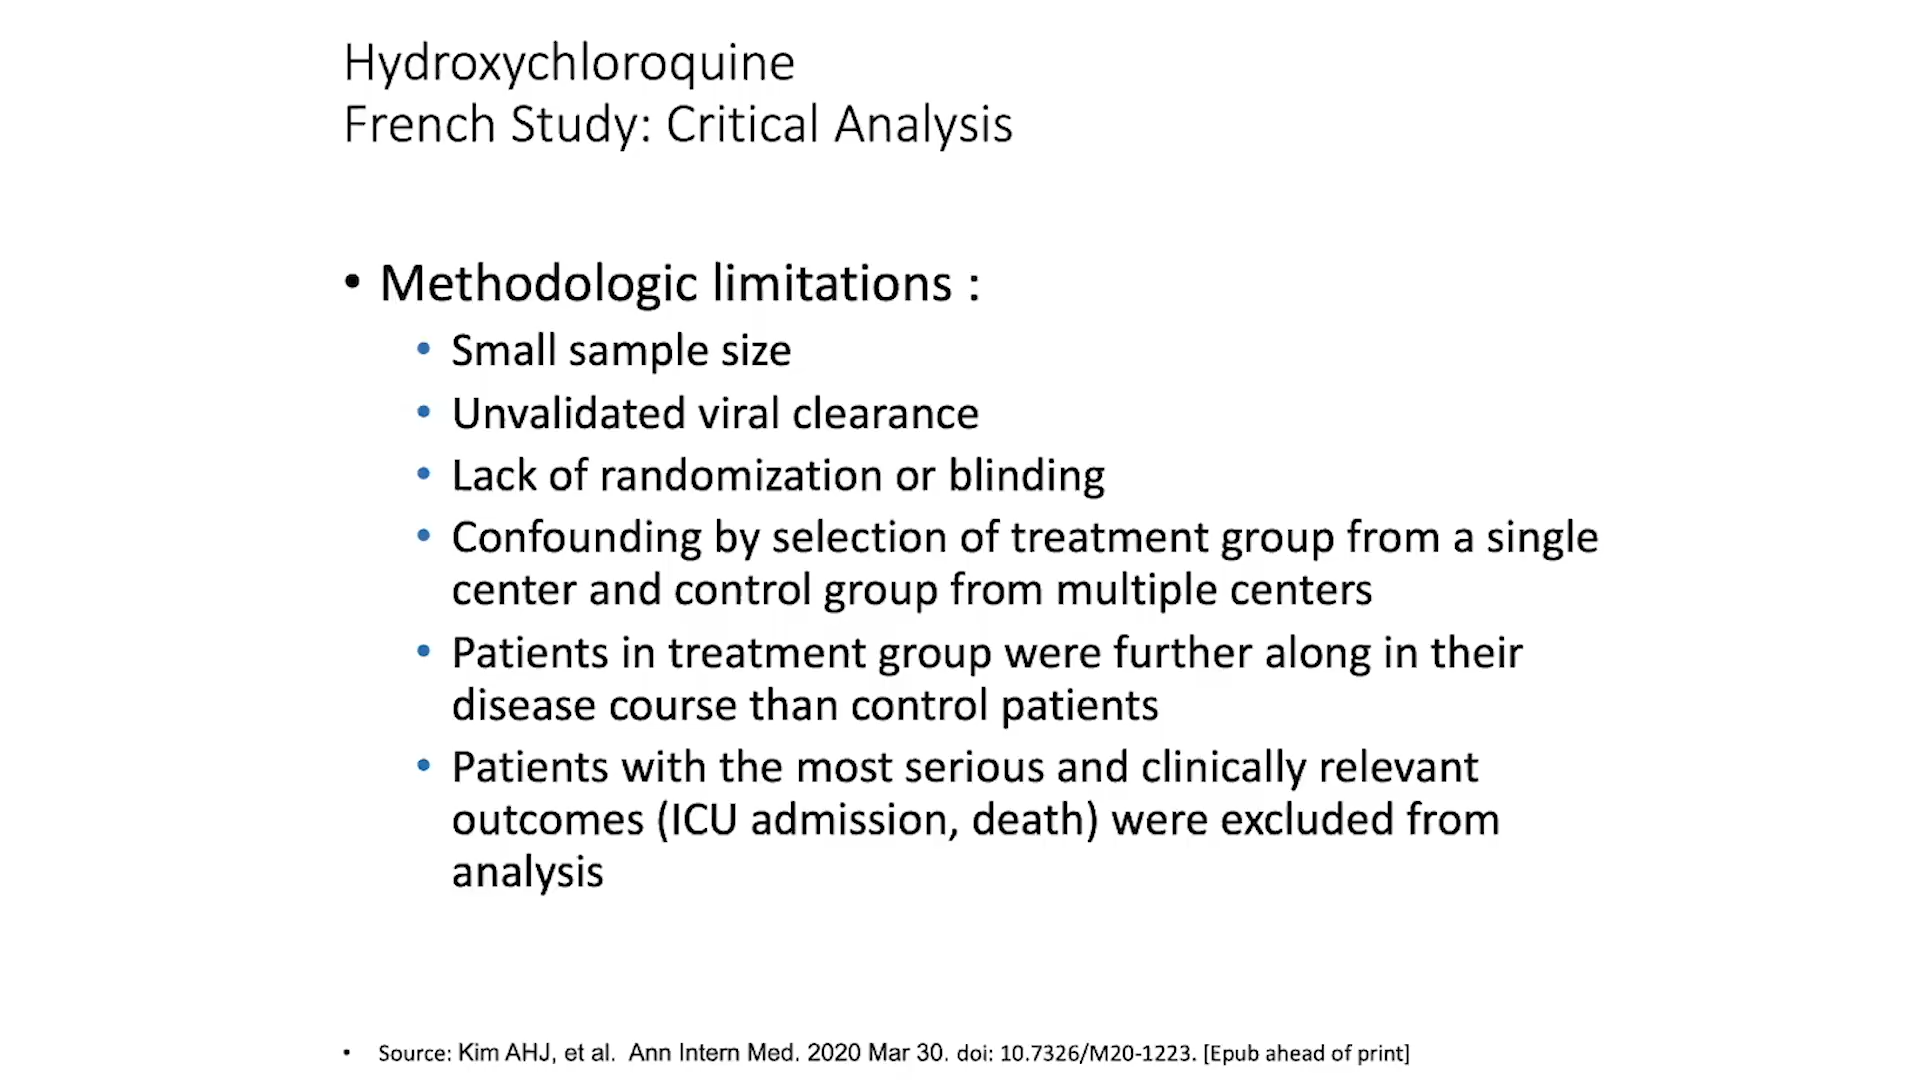 Hydroxychloroquine
French Study: Critical Analysis
• Methodologic limitations :
• Small sample size
• Unvalidated viral clearance
• Lack of randomization or blinding
• Confounding by selection of treatment group from a single
center and control group from multiple centers
• Patients in treatment group were further along in their
disease course than control patients
• Patients with the most serious and clinically relevant
outcomes (ICU admission, death) were excluded from
analysis
• Source: Kim AHJ, et al. Ann Intern Med. 2020 Mar 30. doi: 10.7326/M20-1223. [Epub ahead of print]